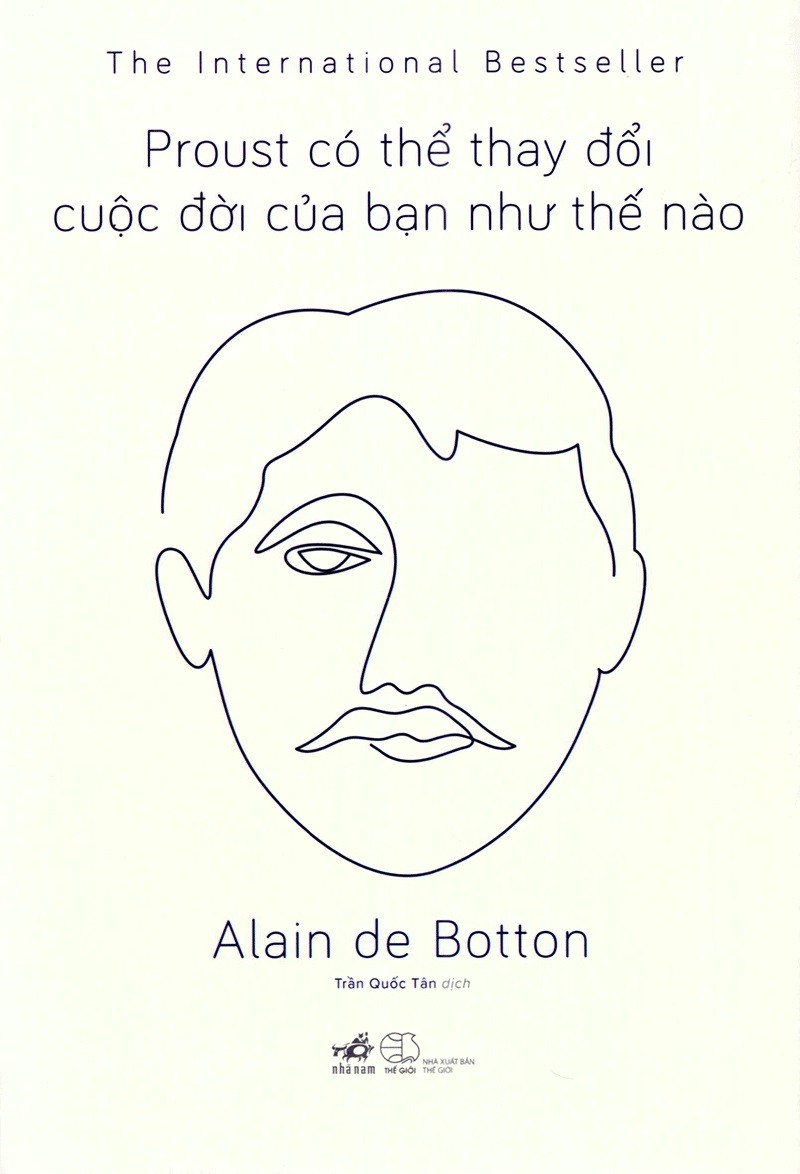 The International Bestseller
Proust có thể thay đổi
cuộc đời của bạn như thế nào
Alain de Botton
Trần Quốc Tân dịch
nhã nam
THẾ GIỚI
NHÀ XUẤT BẢN
THẾ GIỚI